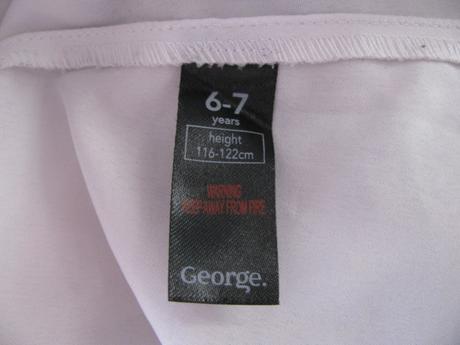 6-7
years
height
116-122cm
WARNING
KEEP AWAY FROM FIRE
George.